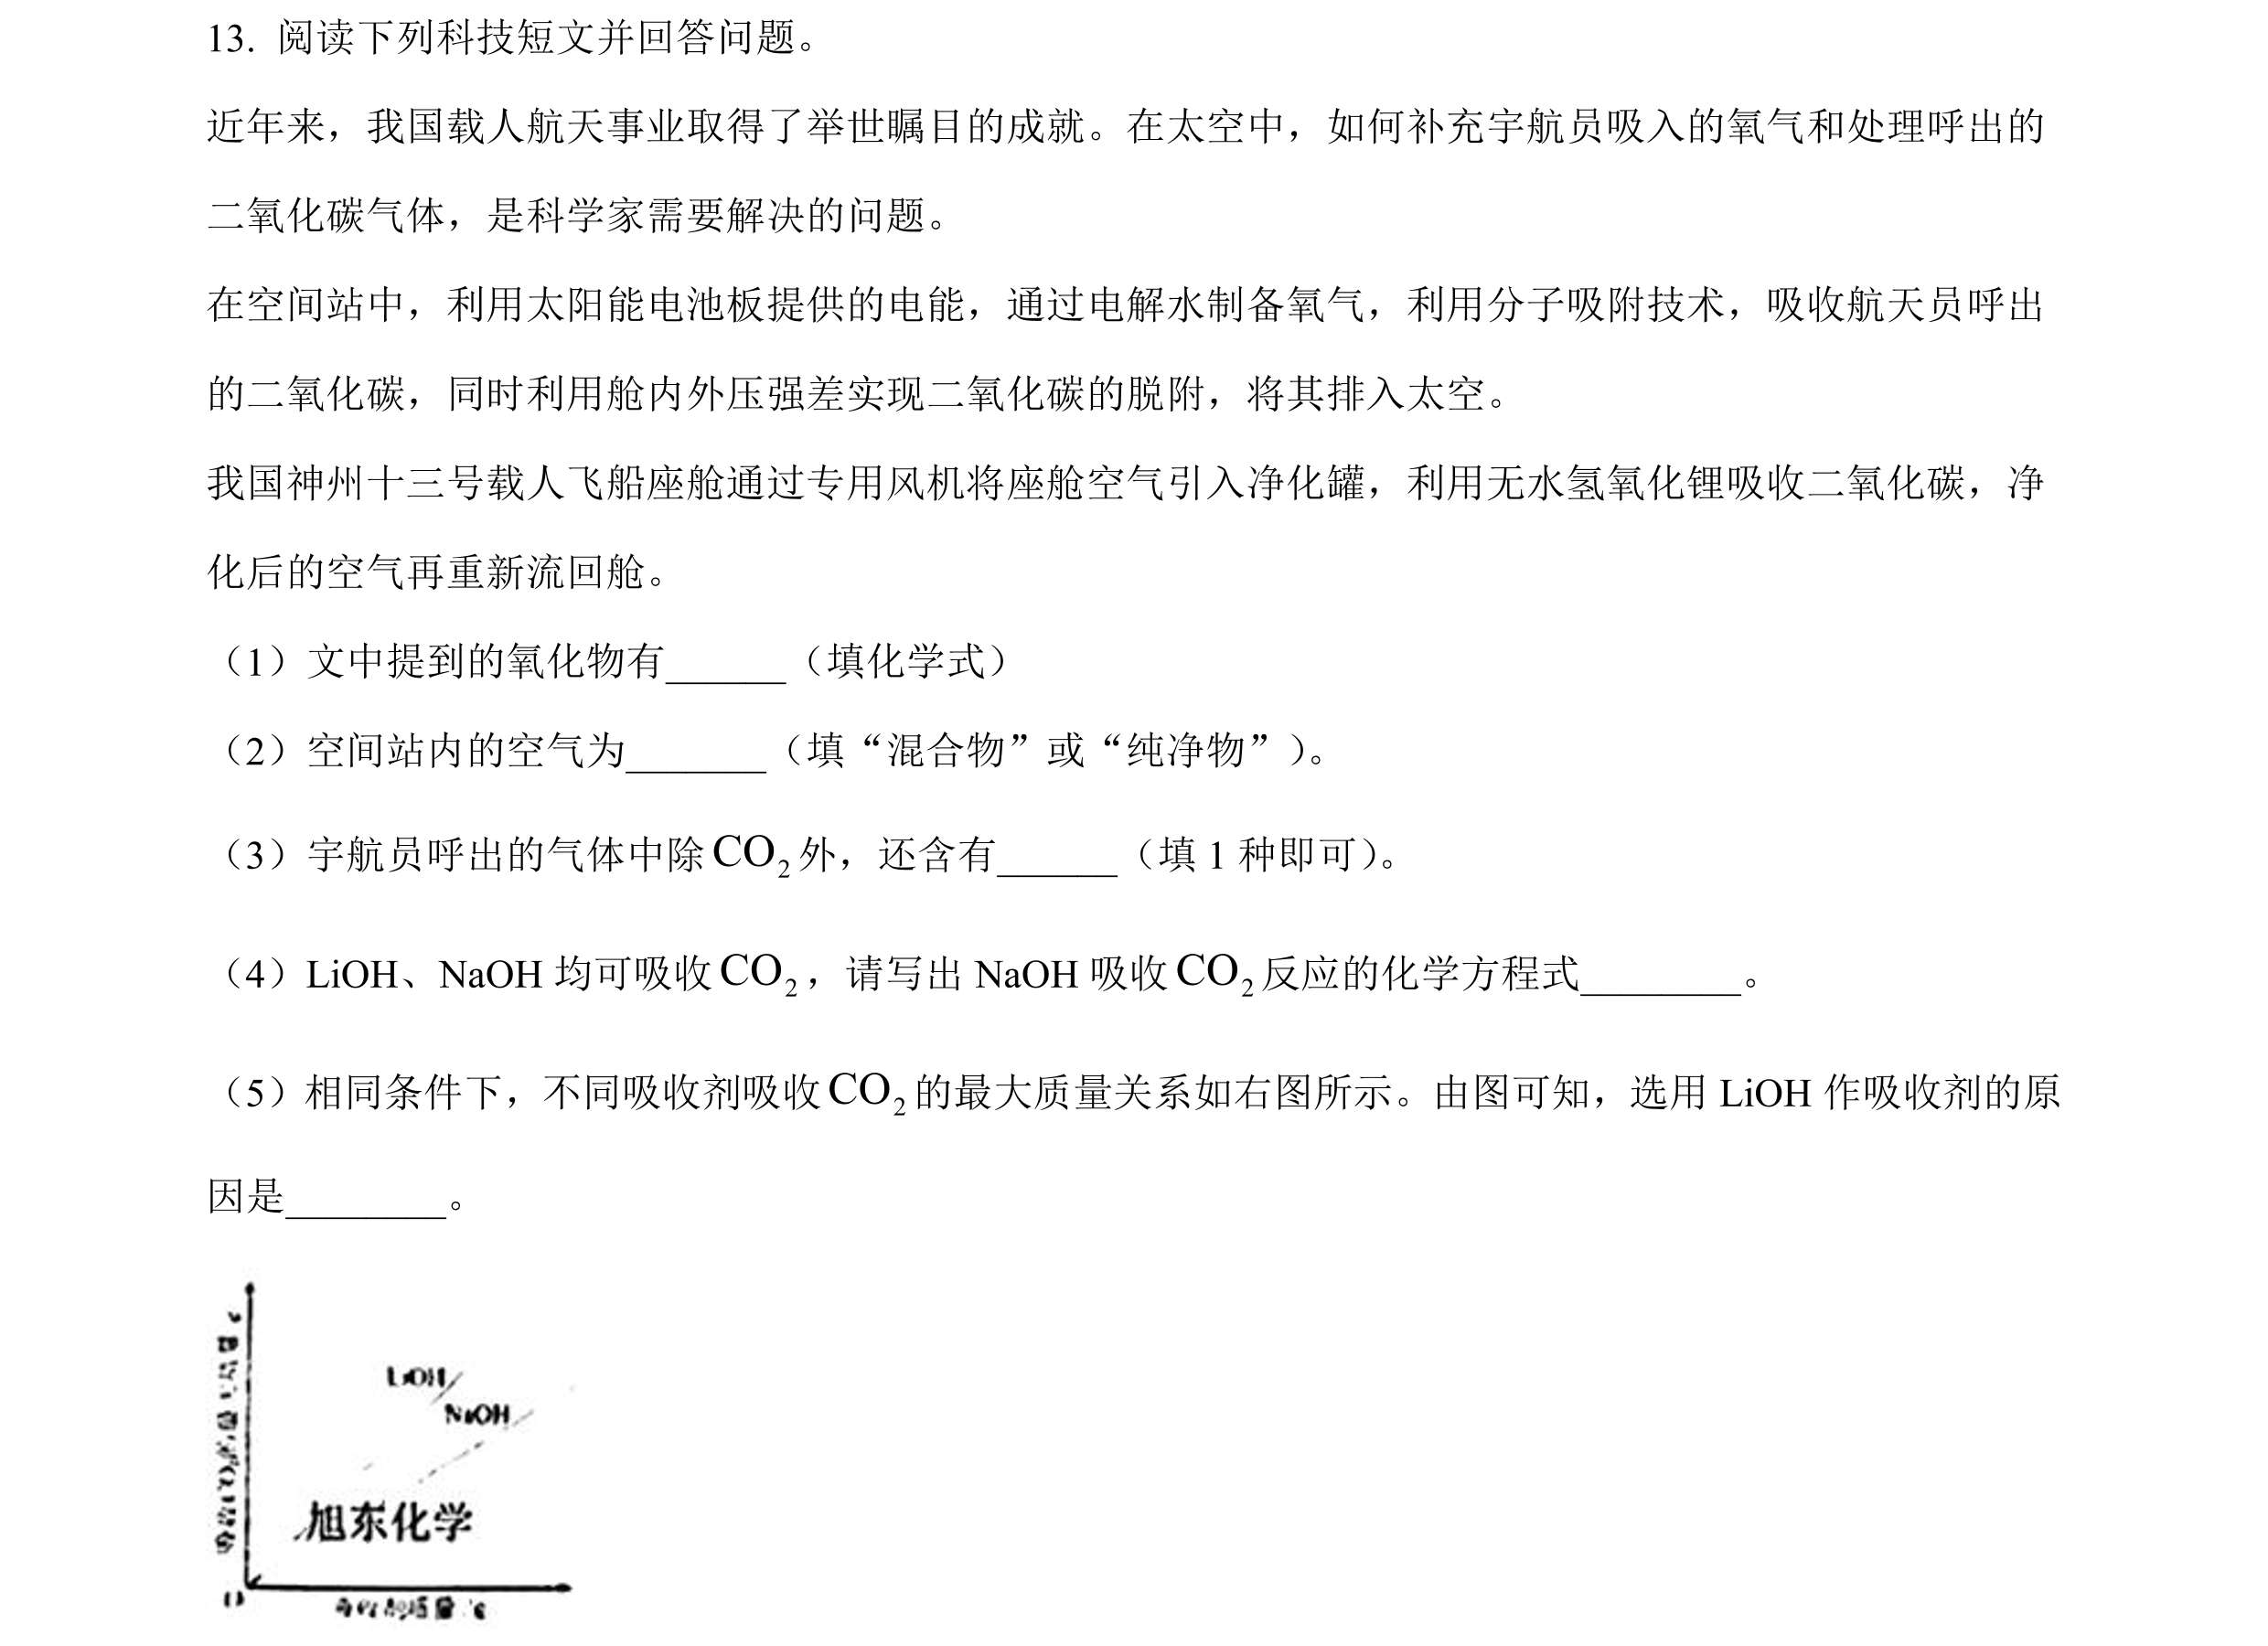 13. 阅读下列科技短文并回答问题。
近年来，我国载人航天事业取得了举世瞩目的成就。在太空中，如何补充宇航员吸入的氧气和处理呼出的
二氧化碳气体，是科学家需要解决的问题。
在空间站中，利用太阳能电池板提供的电能，通过电解水制备氧气，利用分子吸附技术，吸收航天员呼出
的二氧化碳，同时利用舱内外压强差实现二氧化碳的脱附，将其排入太空。
我国神州十三号载人飞船座舱通过专用风机将座舱空气引入净化罐，利用无水氢氧化锂吸收二氧化碳，净
化后的空气再重新流回舱。
（1）文中提到的氧化物有______（填化学式）
（2）空间站内的空气为_______（填“混合物”或“纯净物”）。
（3）宇航员呼出的气体中除CO₂外，还含有______（填 1 种即可）。
（4）LiOH、NaOH 均可吸收CO₂，请写出 NaOH 吸收CO₂反应的化学方程式________。
（5）相同条件下，不同吸收剂吸收CO₂的最大质量关系如右图所示。由图可知，选用 LiOH 作吸收剂的原
因是________。
LiOH
NaOH
旭东化学
0